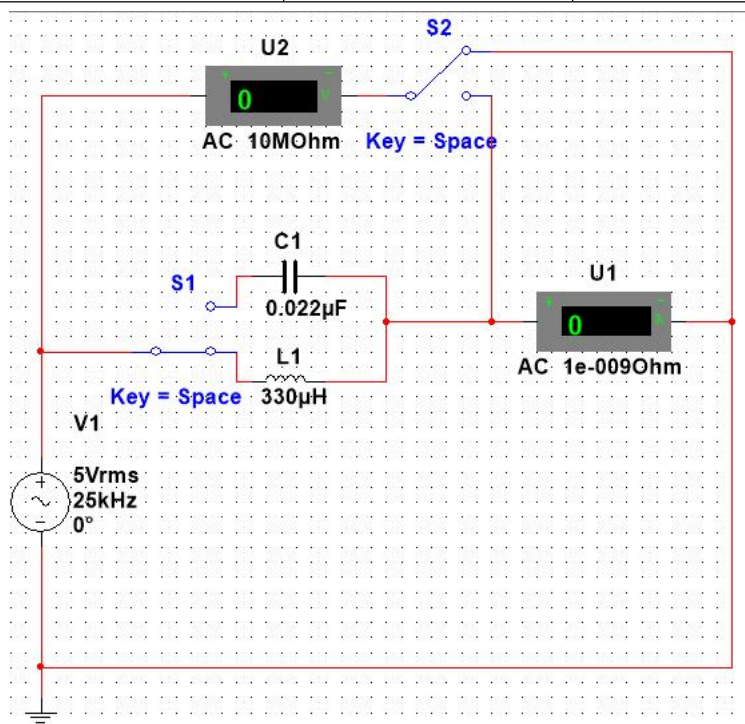 S2
U2
+
−
0
V
AC 10MOhm
Key = Space
C1
S1
0.022µF
U1
+
−
0
A
AC 1e-009Ohm
L1
Key = Space
330µH
V1
5Vrms
25kHz
0°